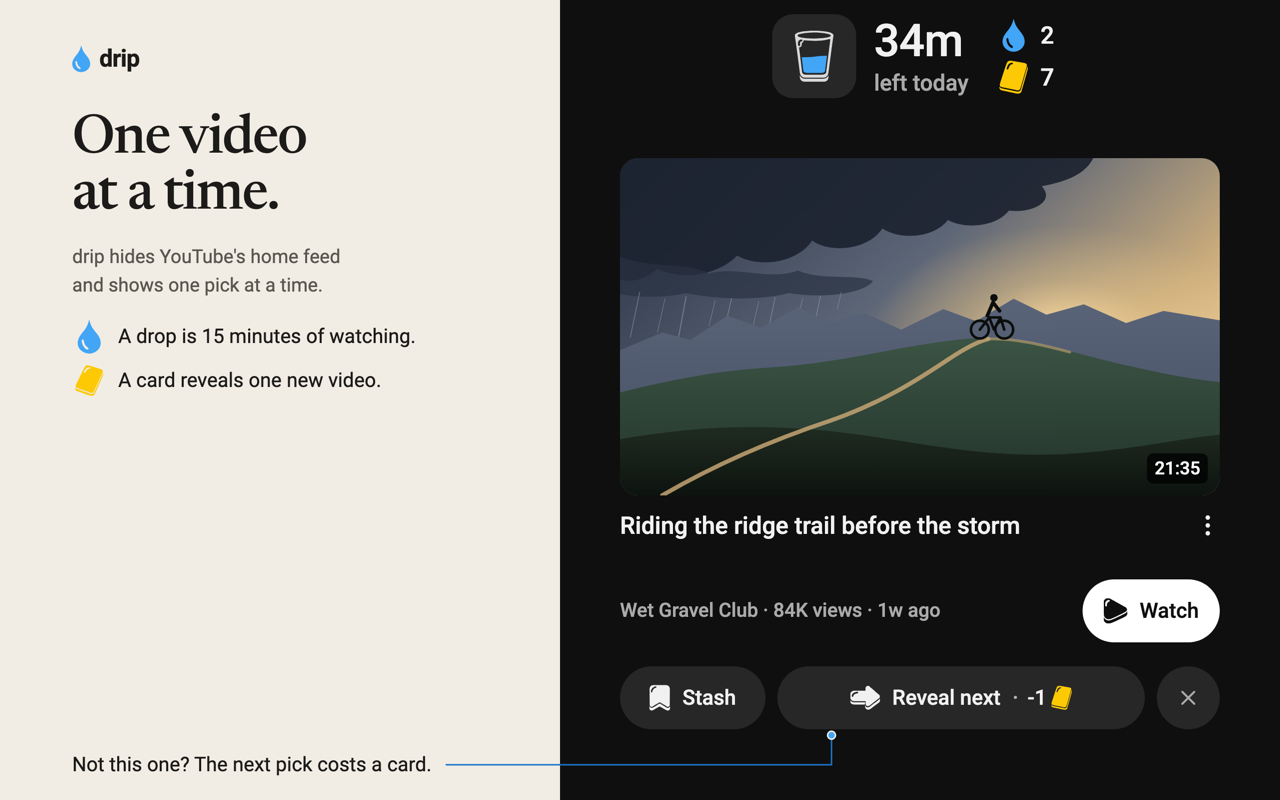 drip
One video
at a time.
drip hides YouTube's home feed
and shows one pick at a time.
A drop is 15 minutes of watching.
A card reveals one new video.
Not this one? The next pick costs a card.
34m
left today
2
7
21:35
Riding the ridge trail before the storm
Wet Gravel Club · 84K views · 1w ago
Watch
Stash
Reveal next · -1